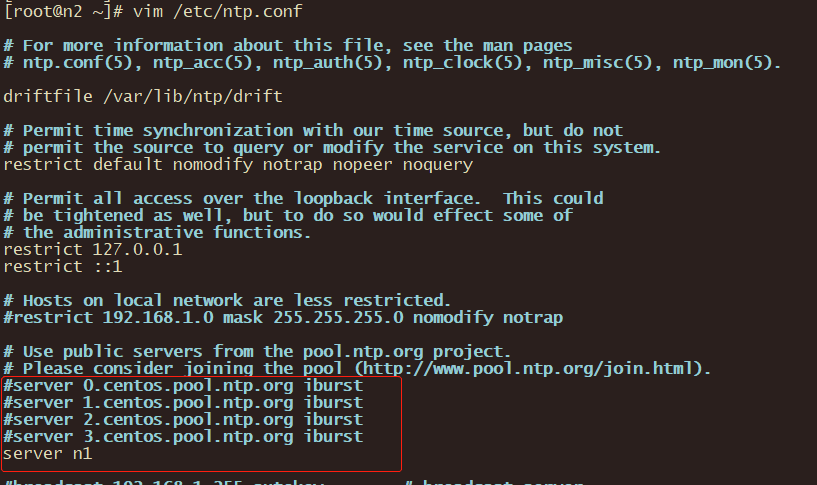 [root@n2 ~]# vim /etc/ntp.conf
# For more information about this file, see the man pages
# ntp.conf(5), ntp_acc(5), ntp_auth(5), ntp_clock(5), ntp_misc(5), ntp_mon(5).
driftfile /var/lib/ntp/drift
# Permit time synchronization with our time source, but do not
# permit the source to query or modify the service on this system.
restrict default nomodify notrap nopeer noquery
# Permit all access over the loopback interface.  This could
# be tightened as well, but to do so would effect some of
# the administrative functions.
restrict 127.0.0.1
restrict ::1
# Hosts on local network are less restricted.
#restrict 192.168.1.0 mask 255.255.255.0 nomodify notrap
# Use public servers from the pool.ntp.org project.
# Please consider joining the pool (http://www.pool.ntp.org/join.html).
#server 0.centos.pool.ntp.org iburst
#server 1.centos.pool.ntp.org iburst
#server 2.centos.pool.ntp.org iburst
#server 3.centos.pool.ntp.org iburst
server n1
#broadcast 192.168.1.255 autokey # broadcast server